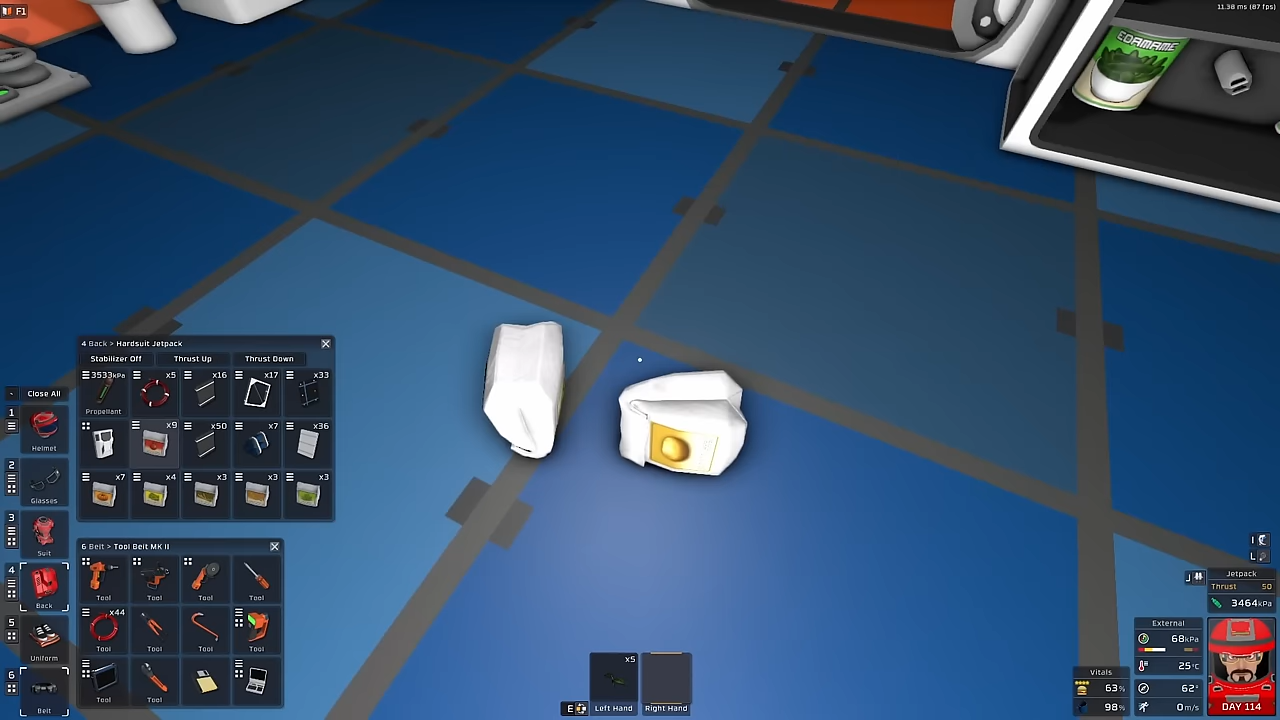 F1
11.38 ms (87 fps)
EDAMAME
4 Back > Hardsuit Jetpack
Stabilizer Off Thrust Up Thrust Down
3533kPa x5 x16 x17 x33
Propellant
x9 x50 x7 x36
x7 x4 x3 x3 x3
Close All
1
Helmet
2
Glasses
3
Suit
4
Back
5
Uniform
6
Belt
6 Belt > Tool Belt MK II
Tool Tool Tool Tool
x44
Tool Tool Tool Tool
Tool Tool
x5
E Left Hand Right Hand
I
L
J
Jetpack
Thrust 50
3464kPa
External
68kPa
25°C
62°
0m/s
Vitals
63%
98%
DAY 114